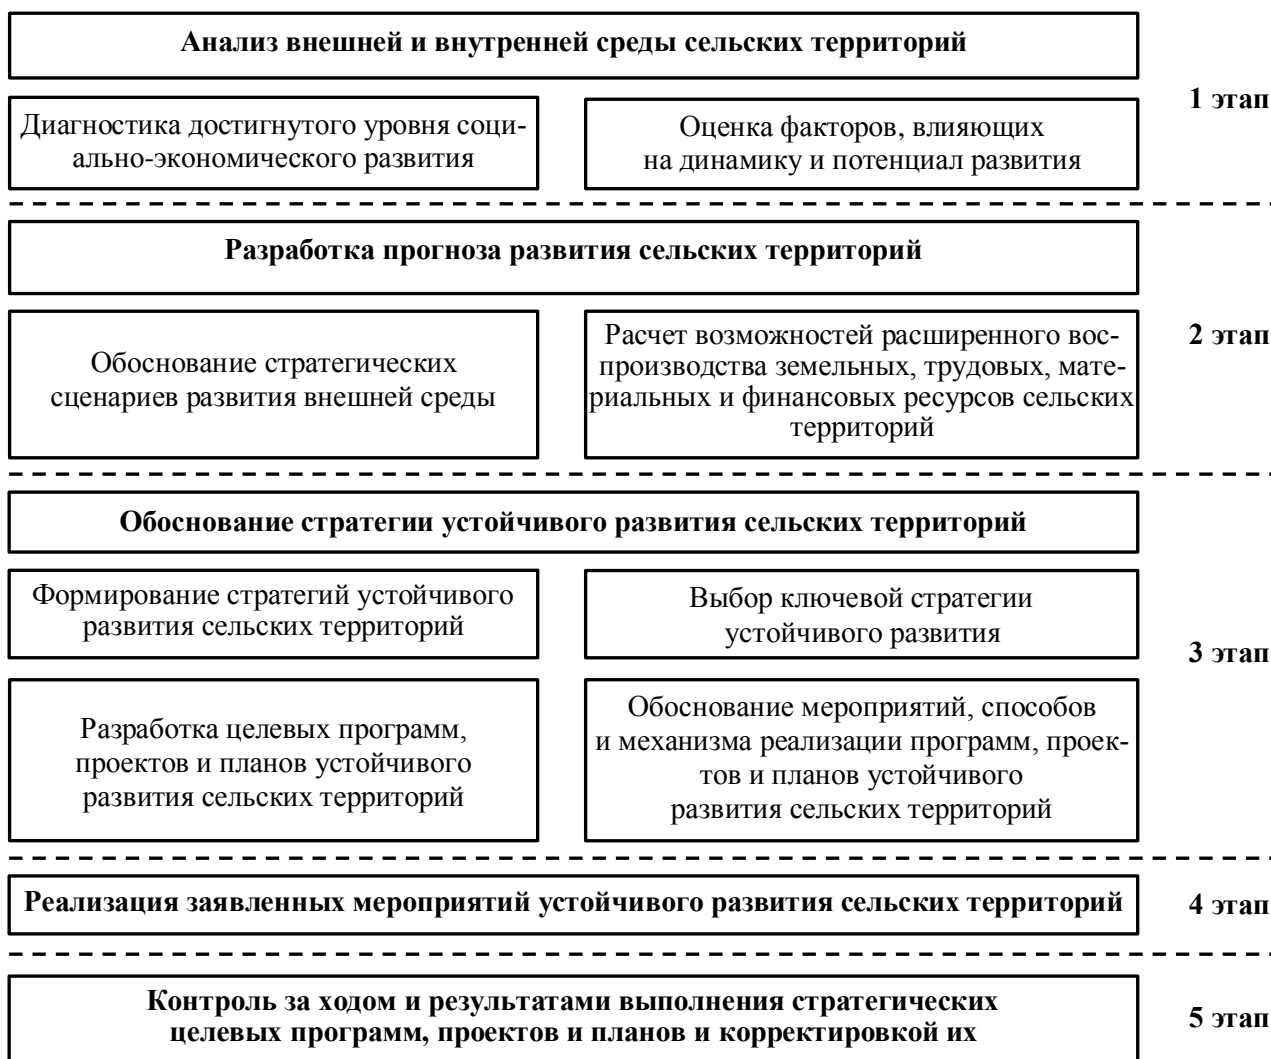 Анализ внешней и внутренней среды сельских территорий
1 этап
Диагностика достигнутого уровня соци-
ально-экономического развития
Оценка факторов, влияющих
на динамику и потенциал развития
Разработка прогноза развития сельских территорий
2 этап
Обоснование стратегических
сценариев развития внешней среды
Расчет возможностей расширенного вос-
производства земельных, трудовых, мате-
риальных и финансовых ресурсов сельских
территорий
Обоснование стратегии устойчивого развития сельских территорий
3 этап
Формирование стратегий устойчивого
развития сельских территорий
Выбор ключевой стратегии
устойчивого развития
Разработка целевых программ,
проектов и планов устойчивого
развития сельских территорий
Обоснование мероприятий, способов
и механизма реализации программ, проек-
тов и планов устойчивого
развития сельских территорий
Реализация заявленных мероприятий устойчивого развития сельских территорий
4 этап
Контроль за ходом и результатами выполнения стратегических
целевых программ, проектов и планов и корректировкой их
5 этап